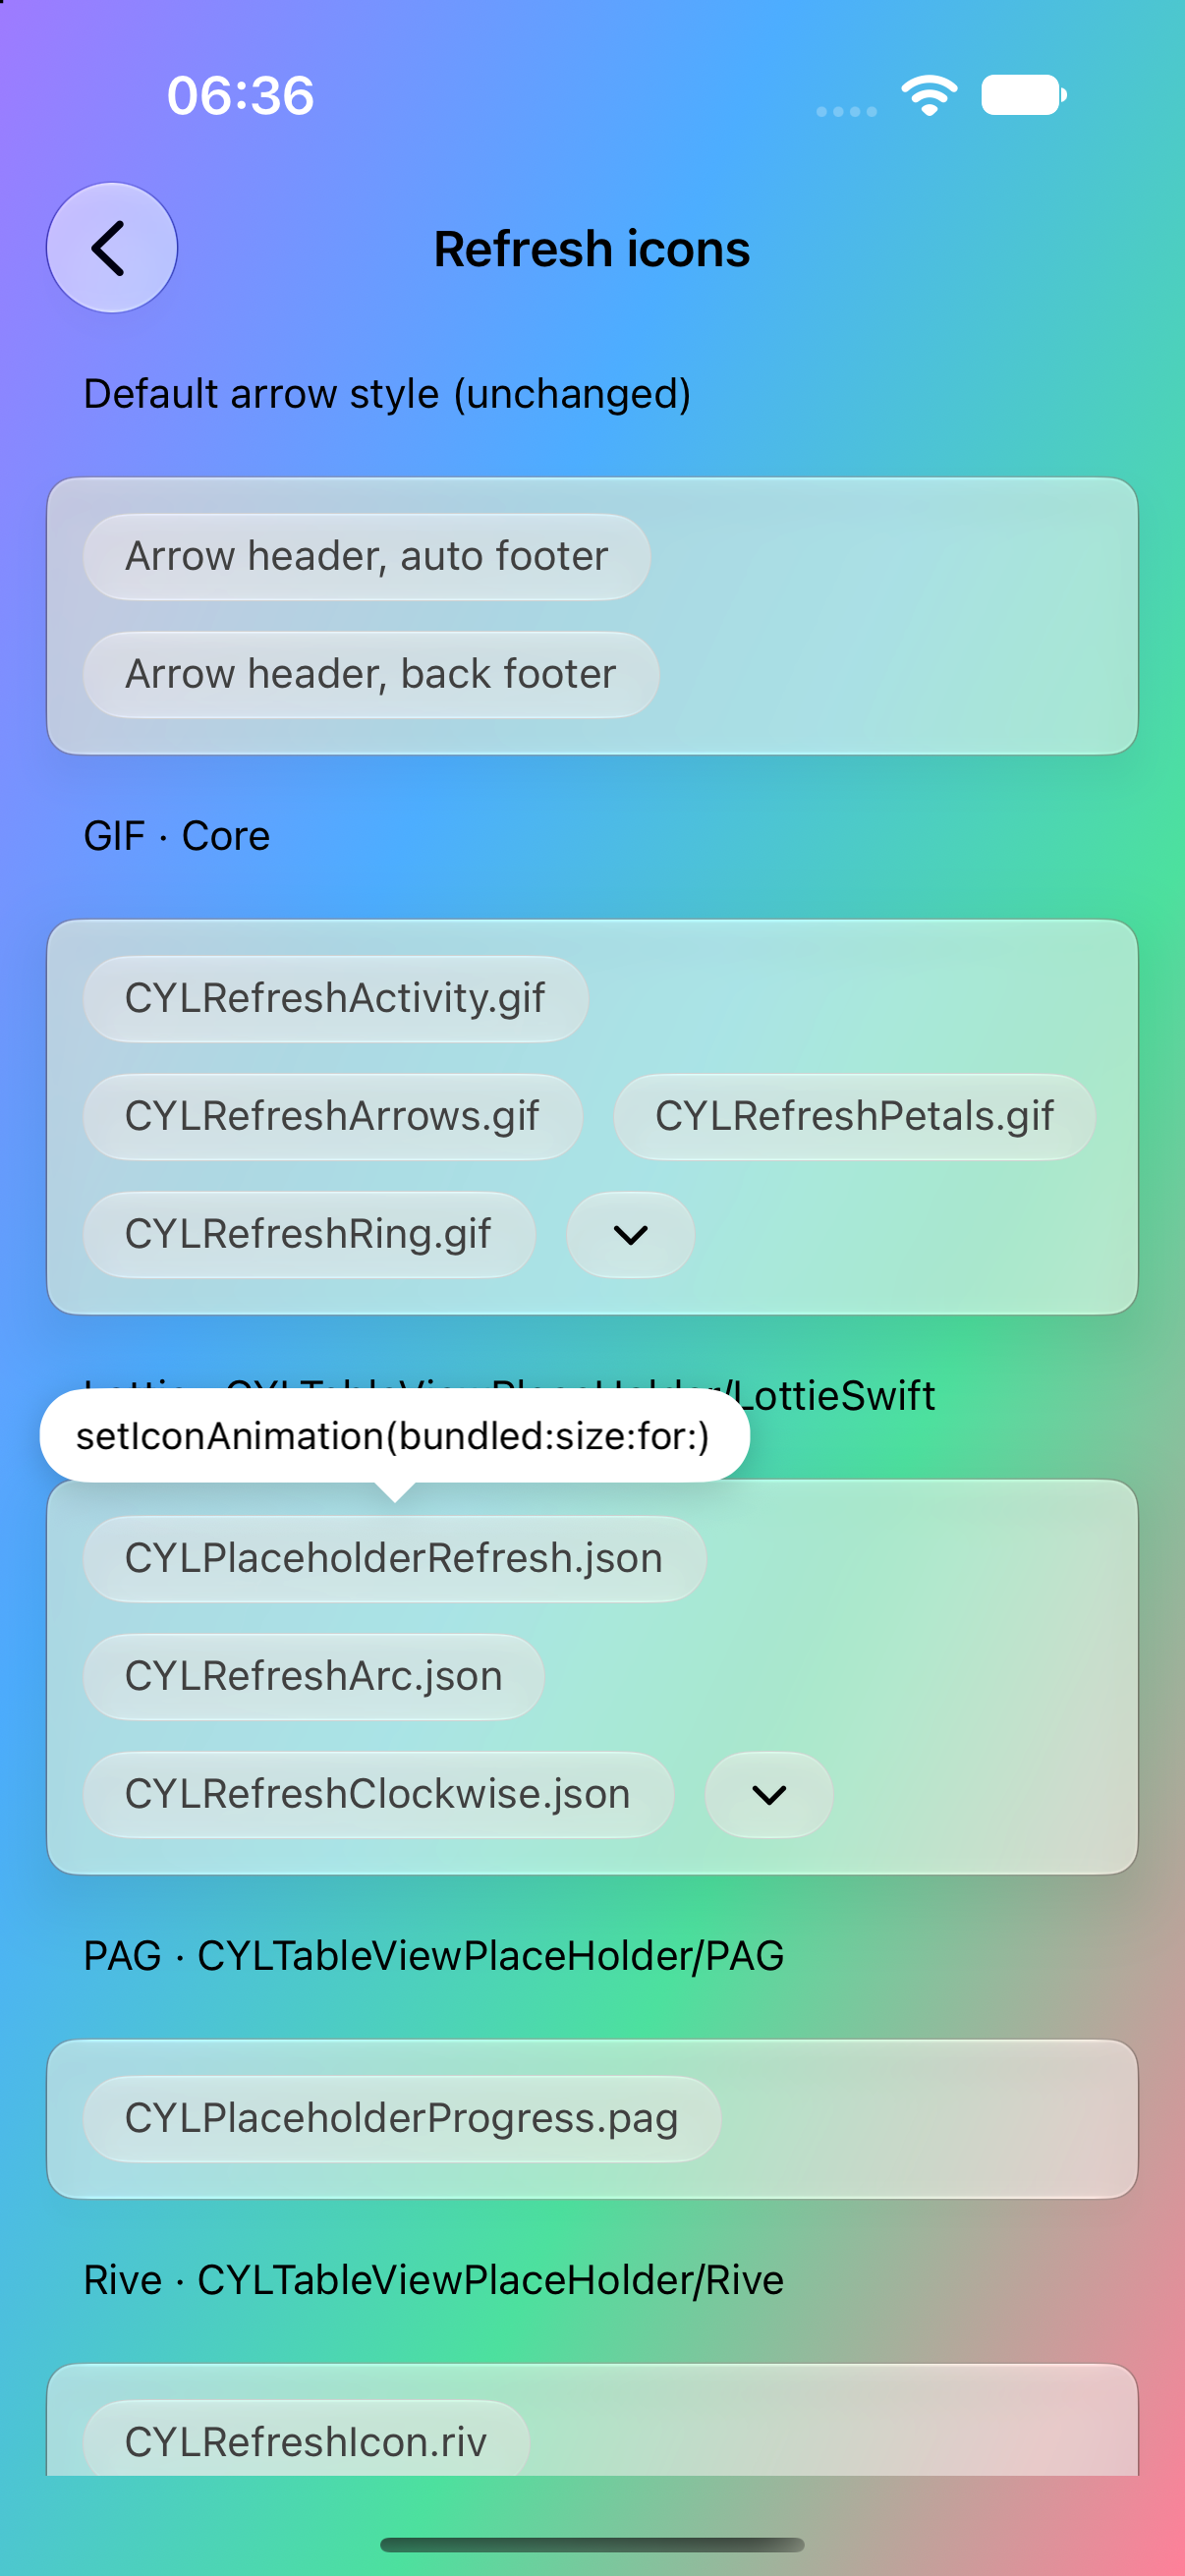 06:36
Refresh icons
Default arrow style (unchanged)
Arrow header, auto footer
Arrow header, back footer
GIF · Core
CYLRefreshActivity.gif
CYLRefreshArrows.gif CYLRefreshPetals.gif
CYLRefreshRing.gif
Lottie · CYLTableViewPlaceHolder/LottieSwift
setIconAnimation(bundled:size:for:)
CYLPlaceholderRefresh.json
CYLRefreshArc.json
CYLRefreshClockwise.json
PAG · CYLTableViewPlaceHolder/PAG
CYLPlaceholderProgress.pag
Rive · CYLTableViewPlaceHolder/Rive
CYLRefreshIcon.riv